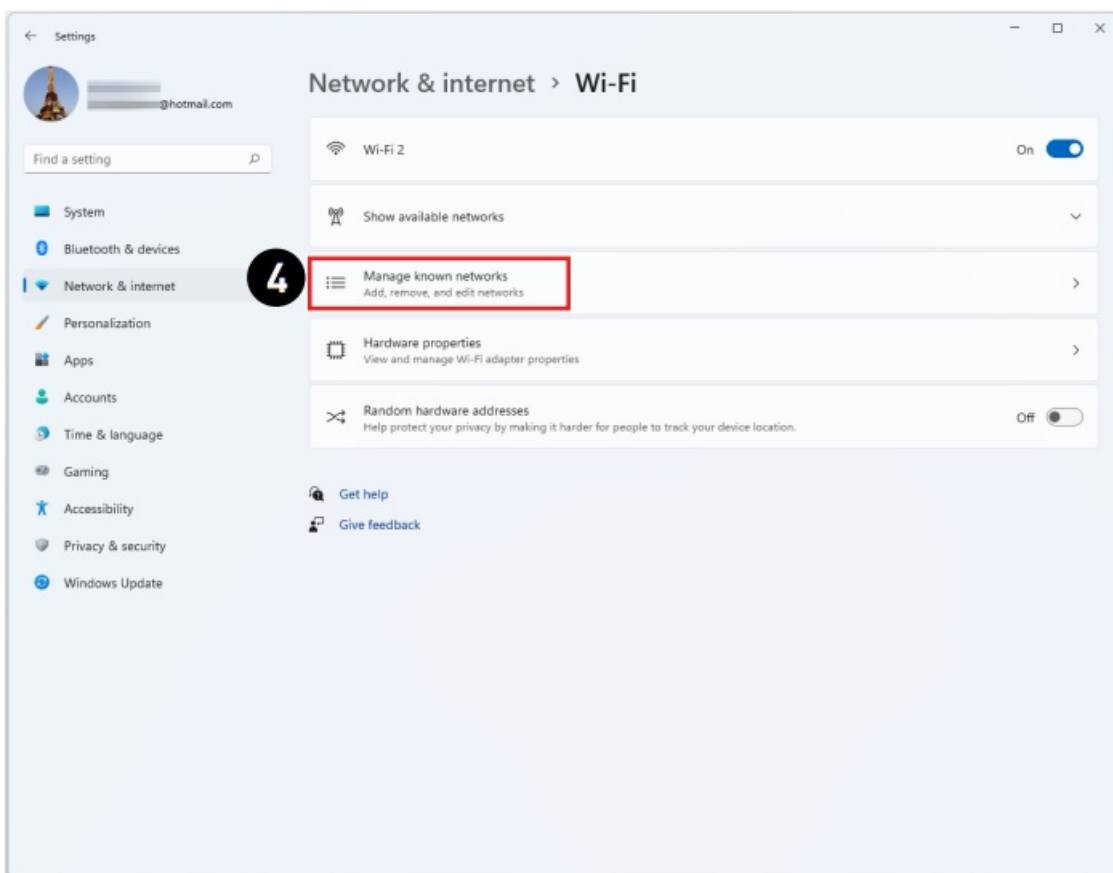 Settings
@hotmail.com
Find a setting
System
Bluetooth & devices
Network & internet
Personalization
Apps
Accounts
Time & language
Gaming
Accessibility
Privacy & security
Windows Update
Network & internet > Wi-Fi
Wi-Fi 2
On
Show available networks
4
Manage known networks
Add, remove, and edit networks
Hardware properties
View and manage Wi-Fi adapter properties
Random hardware addresses
Help protect your privacy by making it harder for people to track your device location.
Off
Get help
Give feedback